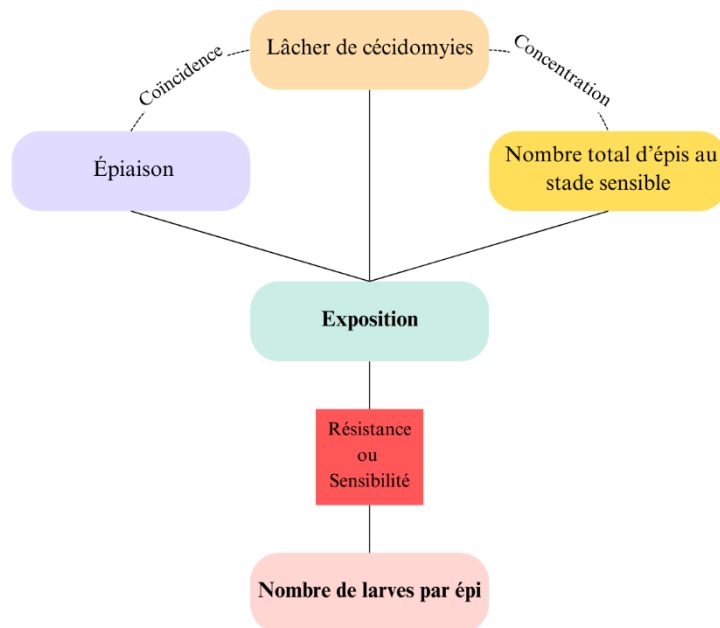 Lâcher de cécidomyies
Coïncidence
Concentration
Épiaison
Nombre total d'épis au
stade sensible
Exposition
Résistance
ou
Sensibilité
Nombre de larves par épi